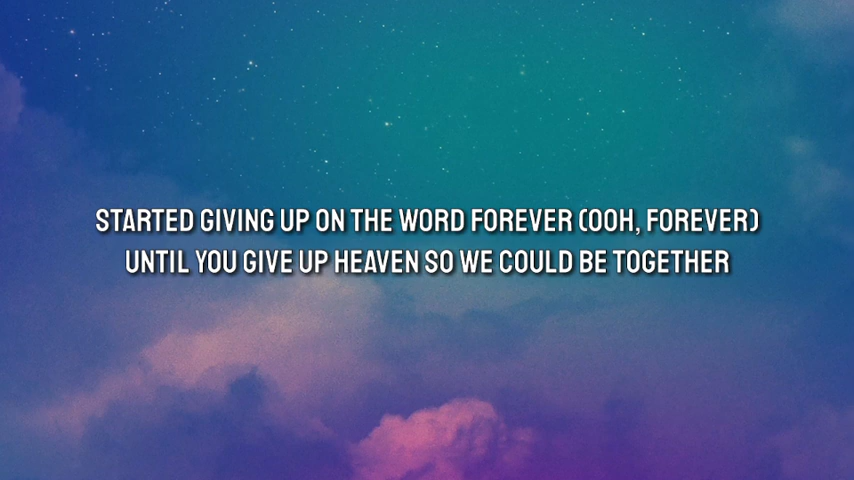 STARTED GIVING UP ON THE WORD FOREVER (OOH, FOREVER)
UNTIL YOU GIVE UP HEAVEN SO WE COULD BE TOGETHER